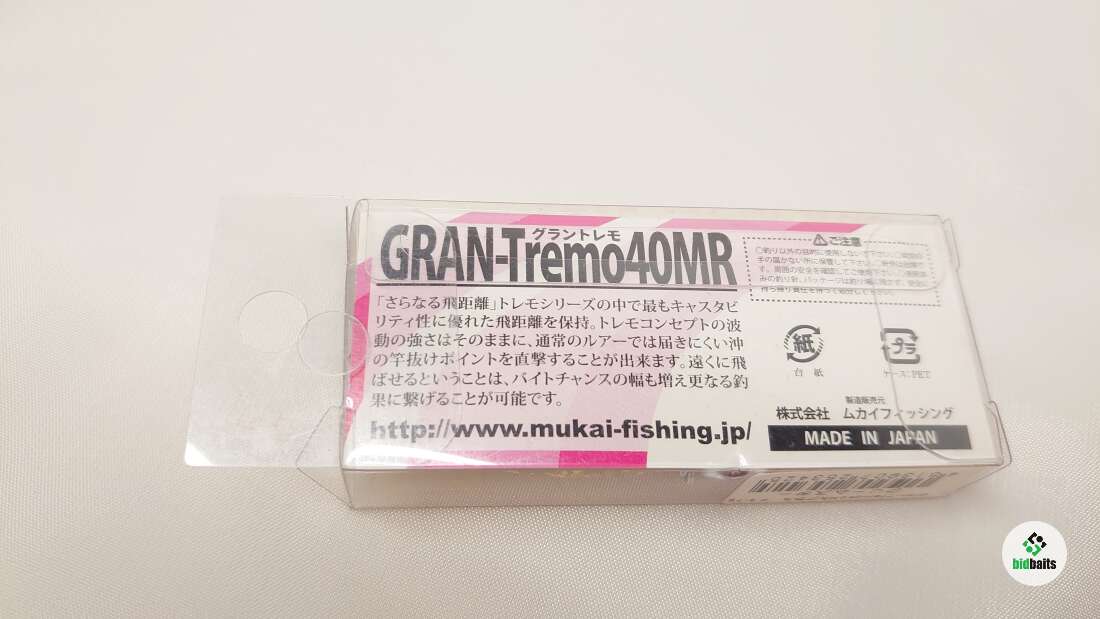 グラントレモ
GRAN-Tremo40MR
「さらなる飛距離」トレモシリーズの中で最もキャスタビ
リティ性に優れた飛距離を保持。トレモコンセプトの波
動の強さはそのままに、通常のルアーでは届きにくい沖
の竿抜けポイントを直撃することが出来ます。遠くに飛
ばせるということは、バイトチャンスの幅も増え更なる釣
果に繋げることが可能です。
http://www.mukai-fishing.jp/
ご注意
紙
台紙
プラ
ケース:PET
製造販売元
株式会社 ムカイフィッシング
MADE IN JAPAN
bidbaits